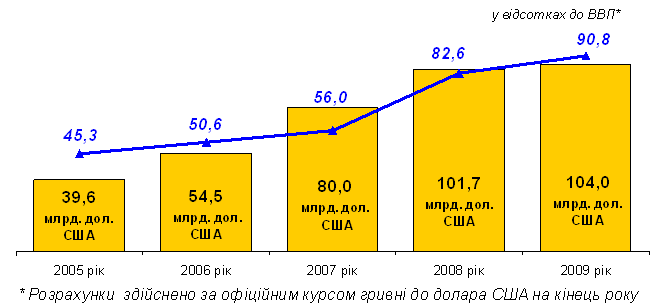 у відсотках до ВВП*
90,8
82,6
56,0
50,6
45,3
39,6
млрд. дол.
США
54,5
млрд. дол.
США
80,0
млрд. дол.
США
101,7
млрд. дол.
США
104,0
млрд. дол.
США
2005 рік 2006 рік 2007 рік 2008 рік 2009 рік
* Розрахунки здійснено за офіційним курсом гривні до долара США на кінець року